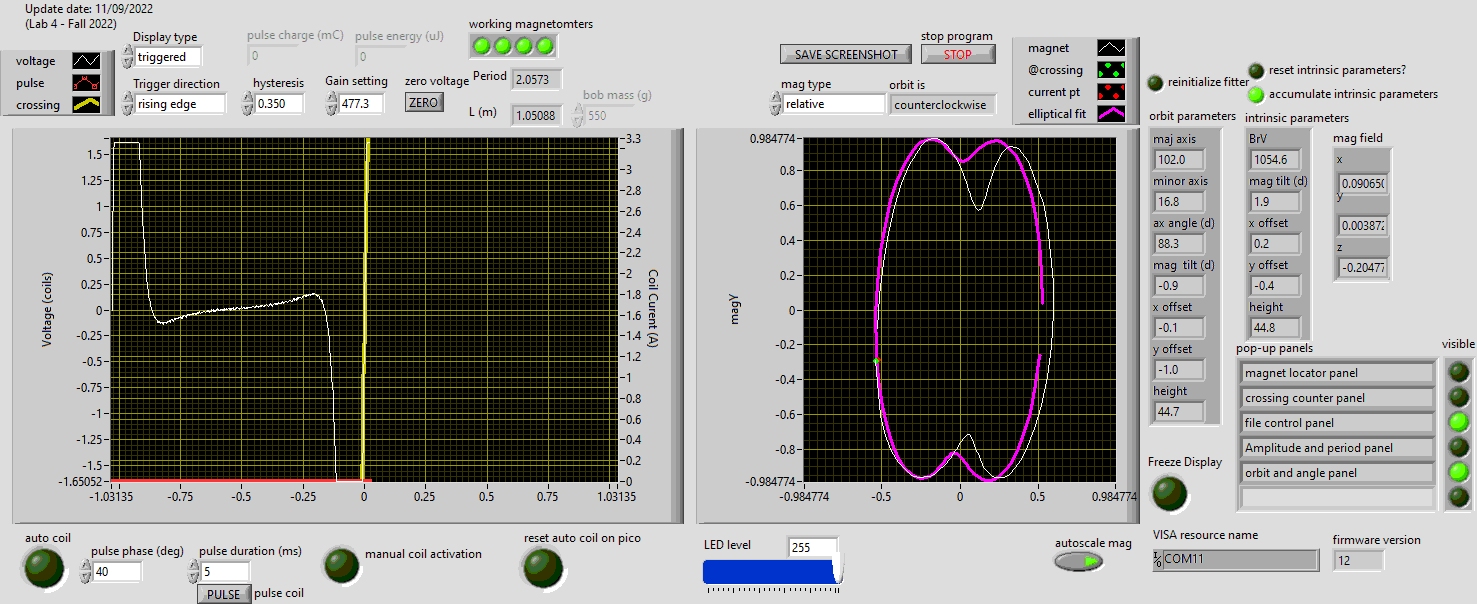 Update date: 11/09/2022
(Lab 4 - Fall 2022)
voltage
pulse
crossing
Display type
triggered
Trigger direction
rising edge
pulse charge (mC)
0
pulse energy (uJ)
0
hysteresis
0.350
Gain setting
477.3
zero voltage
ZERO
working magnetomters
Period
2.0573
L (m)
1.05088
bob mass (g)
550
SAVE SCREENSHOT
stop program
STOP
mag type
relative
orbit is
counterclockwise
magnet
@crossing
current pt
elliptical fit
reinitialize fitter
reset intrinsic parameters?
accumulate intrinsic parameters
Voltage (coils)
1.5
1.25
1
0.75
0.5
0.25
0
-0.25
-0.5
-0.75
-1
-1.25
-1.5
-1.65052
-1.03135
-0.75
-0.5
-0.25
0
0.25
0.5
0.75
1.03135
3.3
3
2.8
2.6
2.4
2.2
2
1.8
1.6
1.4
1.2
1
0.8
0.6
0.4
0.2
0
Coil Curent (A)
magy
0.984774
0.8
0.6
0.4
0.2
0
-0.2
-0.4
-0.6
-0.8
-0.984774
-0.984774
-0.5
0
0.5
0.984774
orbit parameters
maj axis
102.0
minor axis
16.8
ax angle (d)
88.3
mag tilt (d)
-0.9
x offset
-0.1
y offset
-1.0
height
44.7
intrinsic parameters
BrV
1054.6
mag tilt (d)
1.9
x offset
0.2
y offset
-0.4
height
44.8
mag field
x
0.09065
y
0.003872
z
-0.20477
pop-up panels
visible
magnet locator panel
crossing counter panel
file control panel
Amplitude and period panel
orbit and angle panel
Freeze Display
auto coil
pulse phase (deg)
40
pulse duration (ms)
5
PULSE
pulse coil
manual coil activation
reset auto coil on pico
LED level
255
autoscale mag
VISA resource name
COM11
firmware version
12